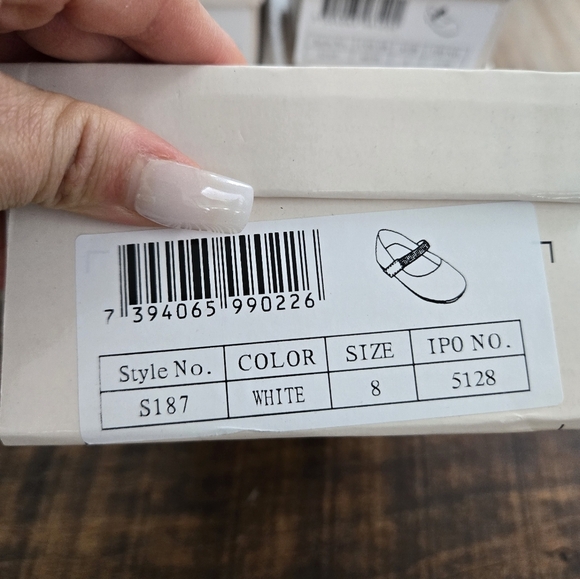 7 394065 990226
Style No. COLOR SIZE IPO NO.
S187 WHITE 8 5128